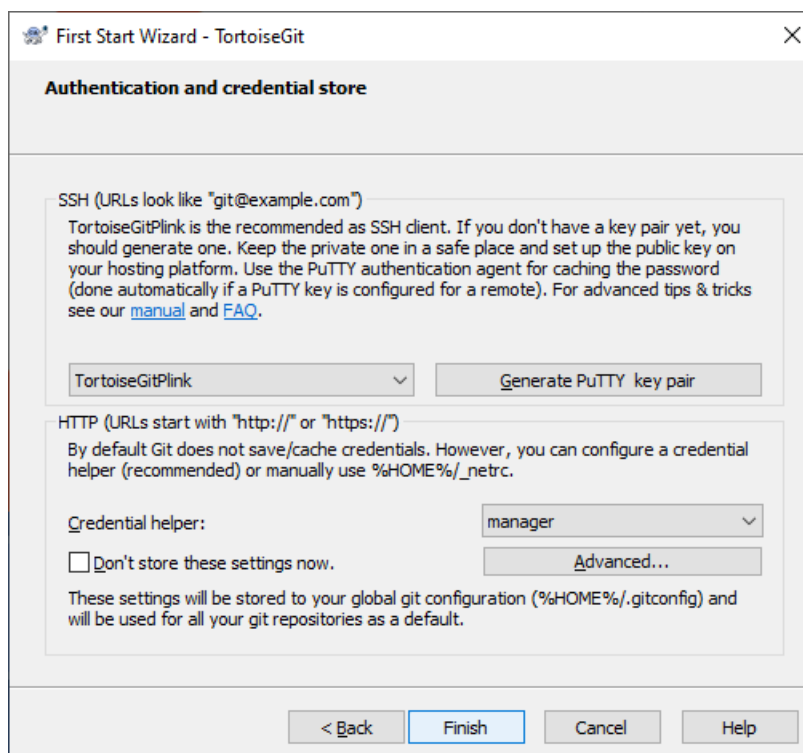 First Start Wizard - TortoiseGit
Authentication and credential store
SSH (URLs look like "git@example.com")
TortoiseGitPlink is the recommended as SSH client. If you don't have a key pair yet, you
should generate one. Keep the private one in a safe place and set up the public key on
your hosting platform. Use the PuTTY authentication agent for caching the password
(done automatically if a PuTTY key is configured for a remote). For advanced tips & tricks
see our manual and FAQ.
TortoiseGitPlink
Generate PuTTY key pair
HTTP (URLs start with "http://" or "https://")
By default Git does not save/cache credentials. However, you can configure a credential
helper (recommended) or manually use %HOME%/_netrc.
Credential helper:
manager
Don't store these settings now.
Advanced...
These settings will be stored to your global git configuration (%HOME%/.gitconfig) and
will be used for all your git repositories as a default.
< Back
Finish
Cancel
Help